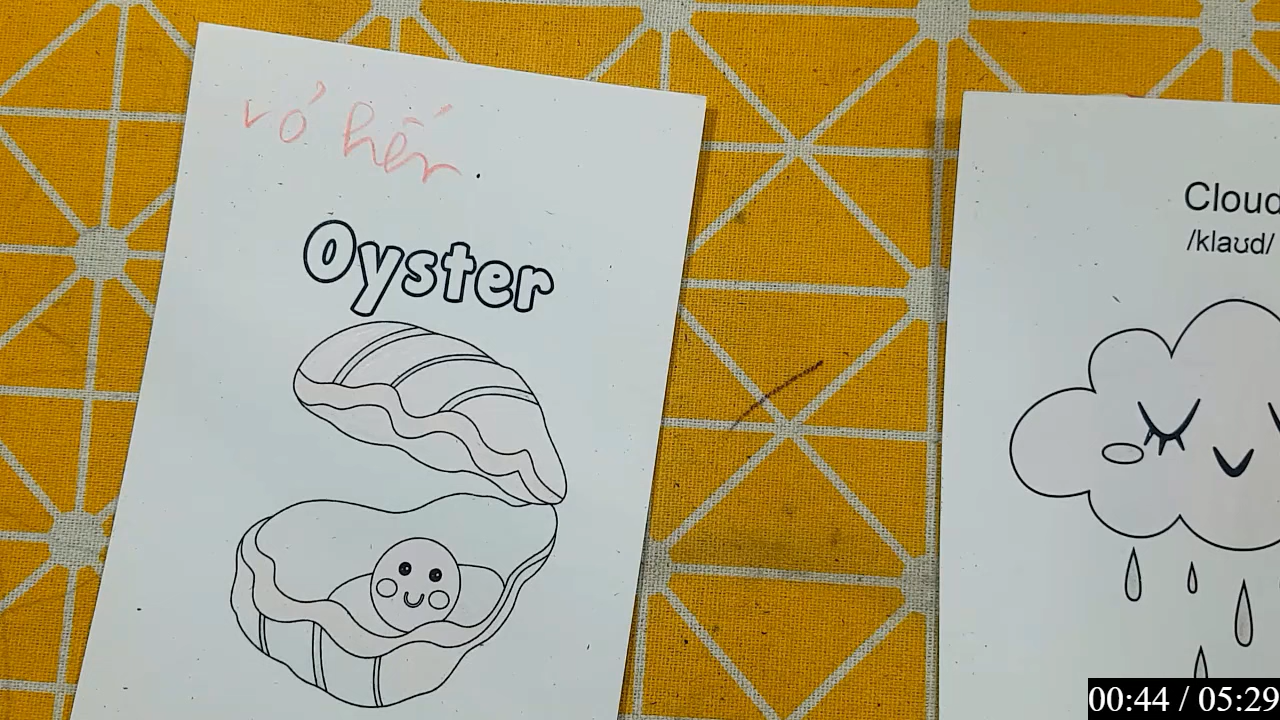 vỏ hến
Oyster
Cloud
/klaʊd/
00:44 / 05:29